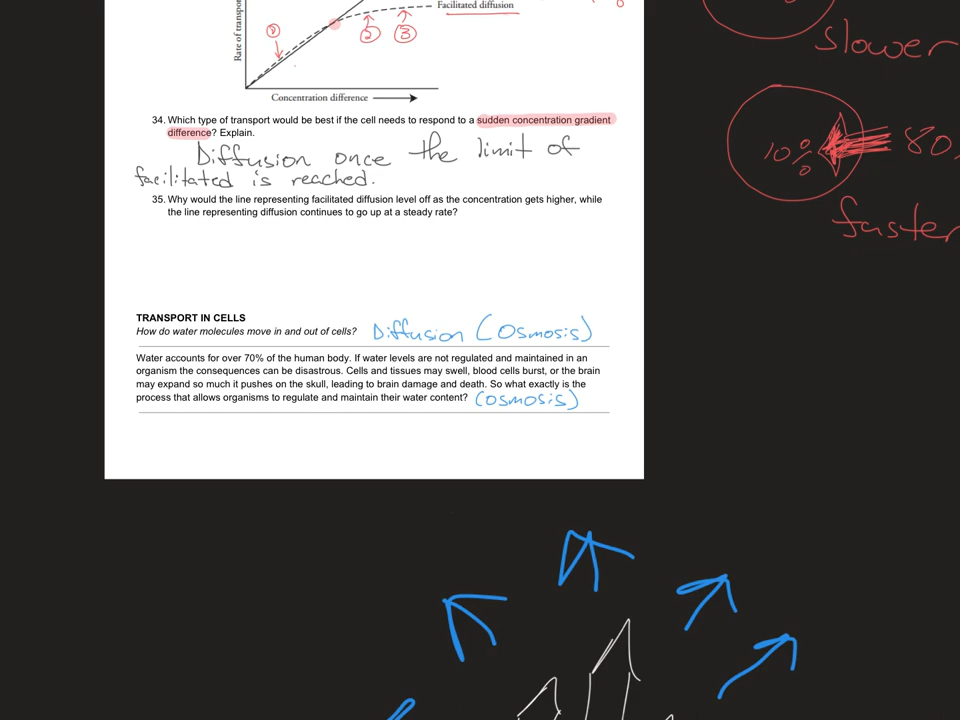 Rate of transpor
Facilitated diffusion
① ② ③
Concentration difference
34. Which type of transport would be best if the cell needs to respond to a sudden concentration gradient
difference? Explain.
Diffusion once the limit of
facilitated is reached.
35. Why would the line representing facilitated diffusion level off as the concentration gets higher, while
the line representing diffusion continues to go up at a steady rate?
TRANSPORT IN CELLS
How do water molecules move in and out of cells? Diffusion (Osmosis)
Water accounts for over 70% of the human body. If water levels are not regulated and maintained in an
organism the consequences can be disastrous. Cells and tissues may swell, blood cells burst, or the brain
may expand so much it pushes on the skull, leading to brain damage and death. So what exactly is the
process that allows organisms to regulate and maintain their water content? (osmosis)
slower
10% 80
faster